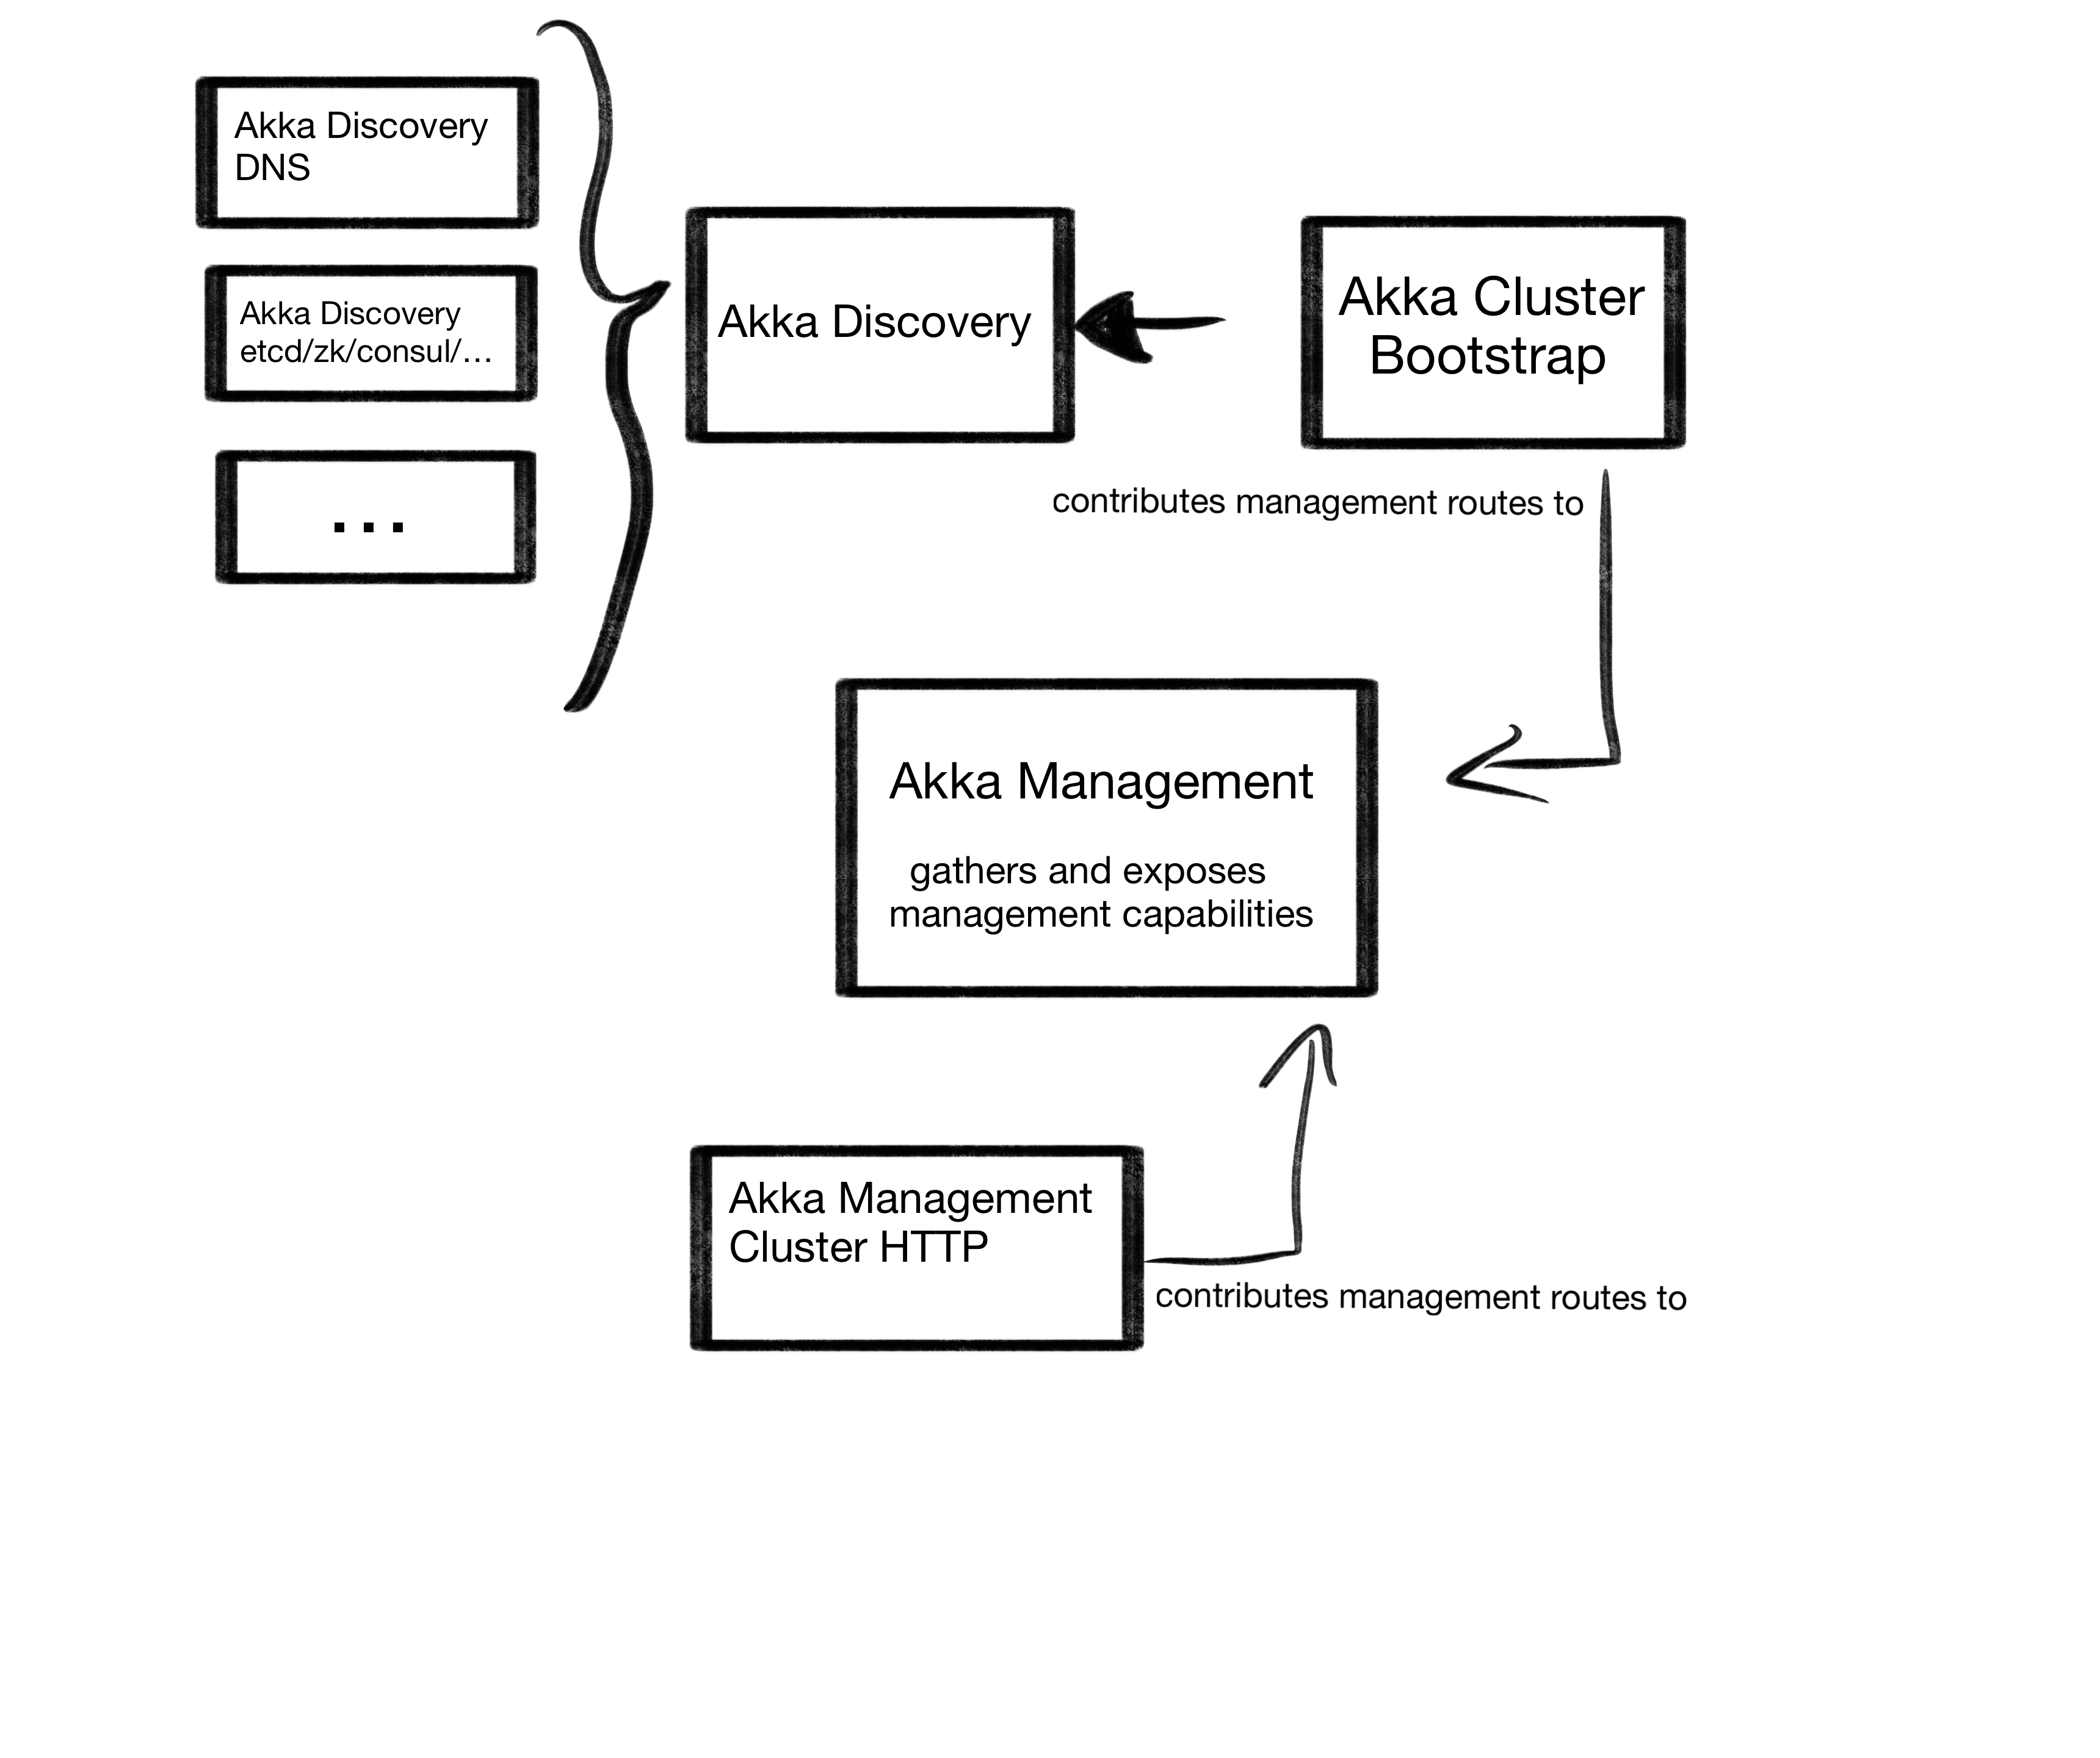 Akka Discovery
DNS
Akka Discovery
etcd/zk/consul/…
...
Akka Discovery
Akka Cluster
Bootstrap
contributes management routes to
Akka Management
gathers and exposes
management capabilities
Akka Management
Cluster HTTP
contributes management routes to